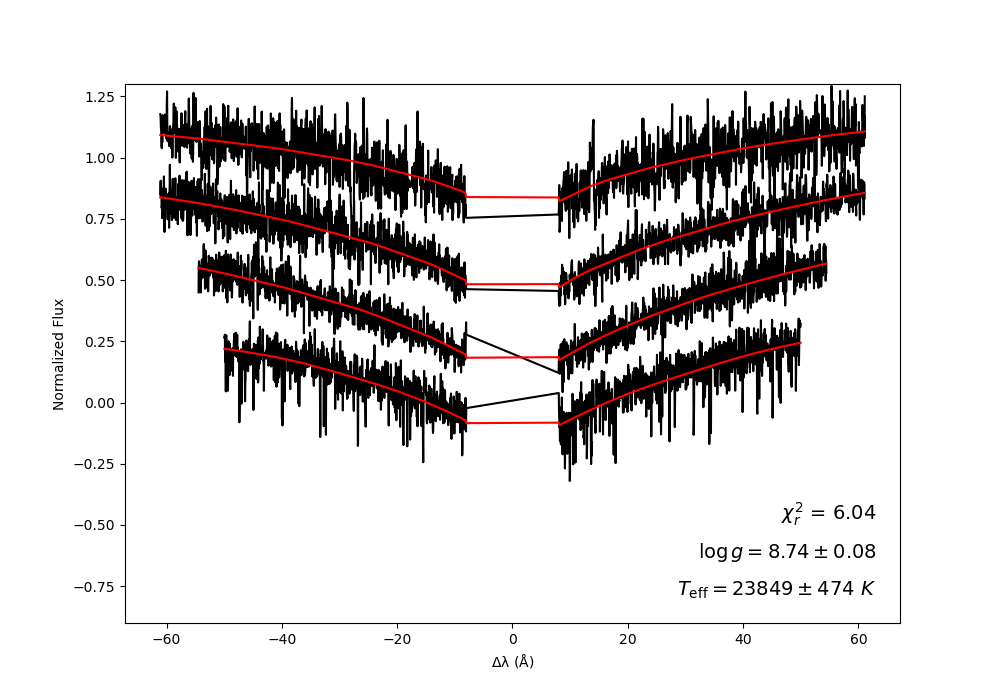 1.25
1.00
0.75
0.50
0.25
0.00
−0.25
−0.50
−0.75
Normalized Flux
χ²ᵣ = 6.04
log g = 8.74 ± 0.08
T_eff = 23849 ± 474 K
−60 −40 −20 0 20 40 60
Δλ (Å)